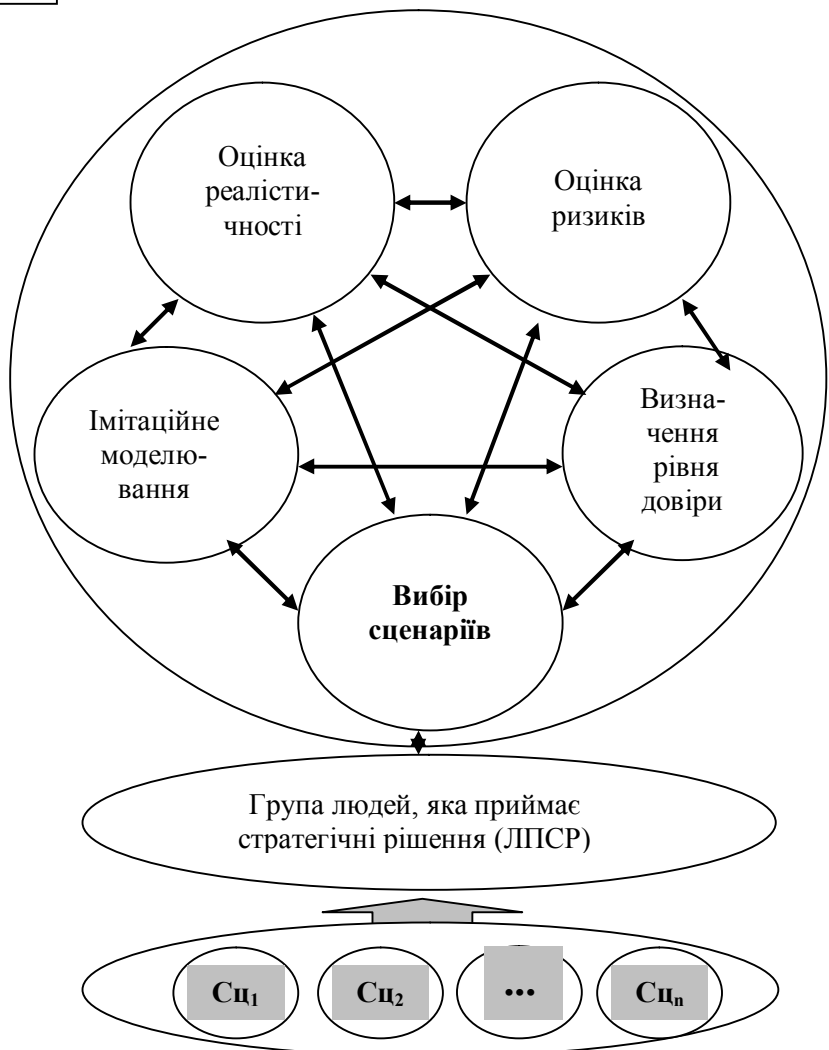 Оцінка
реалісти-
чності
Оцінка
ризиків
Імітаційне
моделю-
вання
Визна-
чення
рівня
довіри
Вибір
сценаріїв
Група людей, яка приймає
стратегічні рішення (ЛПСР)
Сц₁ Сц₂ ... Сцₙ